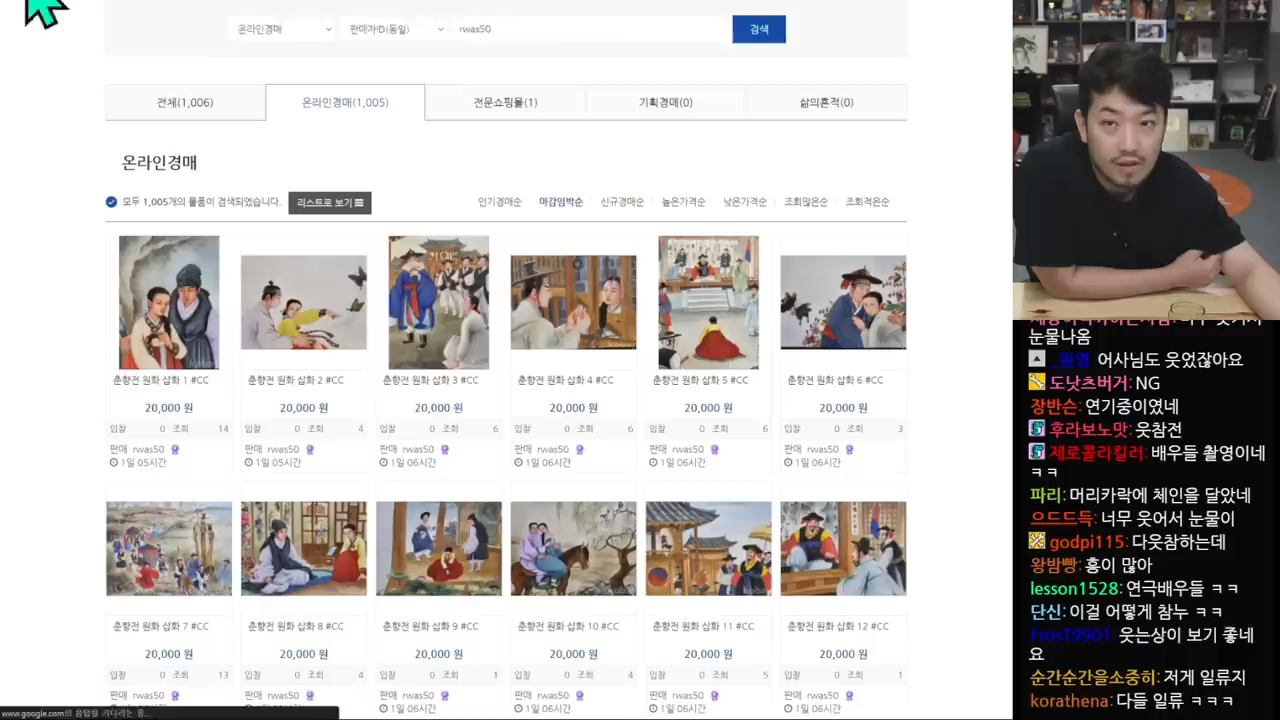 온라인경매
판매자ID(동일)
rwas50
검색
전체(1,006)
온라인경매(1,005)
전문쇼핑몰(1)
기획경매(0)
삶의흔적(0)
온라인경매
모두 1,005개의 물품이 검색되었습니다.
리스트로 보기
인기경매순
마감임박순
신규경매순
높은가격순
낮은가격순
조회많은순
조회적은순
춘향전 원화 삽화 1 #CC
춘향전 원화 삽화 2 #CC
춘향전 원화 삽화 3 #CC
춘향전 원화 삽화 4 #CC
춘향전 원화 삽화 5 #CC
춘향전 원화 삽화 6 #CC
20,000 원
20,000 원
20,000 원
20,000 원
20,000 원
20,000 원
입찰 0 조회 14
입찰 0 조회 4
입찰 0 조회 6
입찰 0 조회 6
입찰 0 조회 6
입찰 0 조회 3
판매 rwas50
판매 rwas50
판매 rwas50
판매 rwas50
판매 rwas50
판매 rwas50
1일 05시간
1일 05시간
1일 06시간
1일 06시간
1일 06시간
1일 06시간
춘향전 원화 삽화 7 #CC
춘향전 원화 삽화 8 #CC
춘향전 원화 삽화 9 #CC
춘향전 원화 삽화 10 #CC
춘향전 원화 삽화 11 #CC
춘향전 원화 삽화 12 #CC
20,000 원
20,000 원
20,000 원
20,000 원
20,000 원
20,000 원
입찰 0 조회 13
입찰 0 조회 4
입찰 0 조회 1
입찰 0 조회 4
입찰 0 조회 5
입찰 0 조회 1
판매 rwas50
판매 rwas50
판매 rwas50
판매 rwas50
판매 rwas50
판매 rwas50
1일 06시간
1일 06시간
1일 06시간
1일 06시간
www.google.com의 응답을 기다리는 중...
눈물나옴
_원영 어사님도 웃었잖아요
도넛츠버거: NG
장반슨: 연기중이였네
후라보노맛: 웃참전
제로콜라킬러: 배우들 촬영이네
ㅋㅋ
파리: 머리카락에 체인을 달았네
으드드득: 너무 웃어서 눈물이
godpi115: 다웃참하는데
왕밤빵: 흥이 많아
lesson1528: 연극배우들 ㅋㅋ
단신: 이걸 어떻게 참누 ㅋㅋ
FrosT9901: 웃는상이 보기 좋네
요
순간순간을소중히: 저게 일류지
korathena: 다들 일류 ㅋㅋㅋ